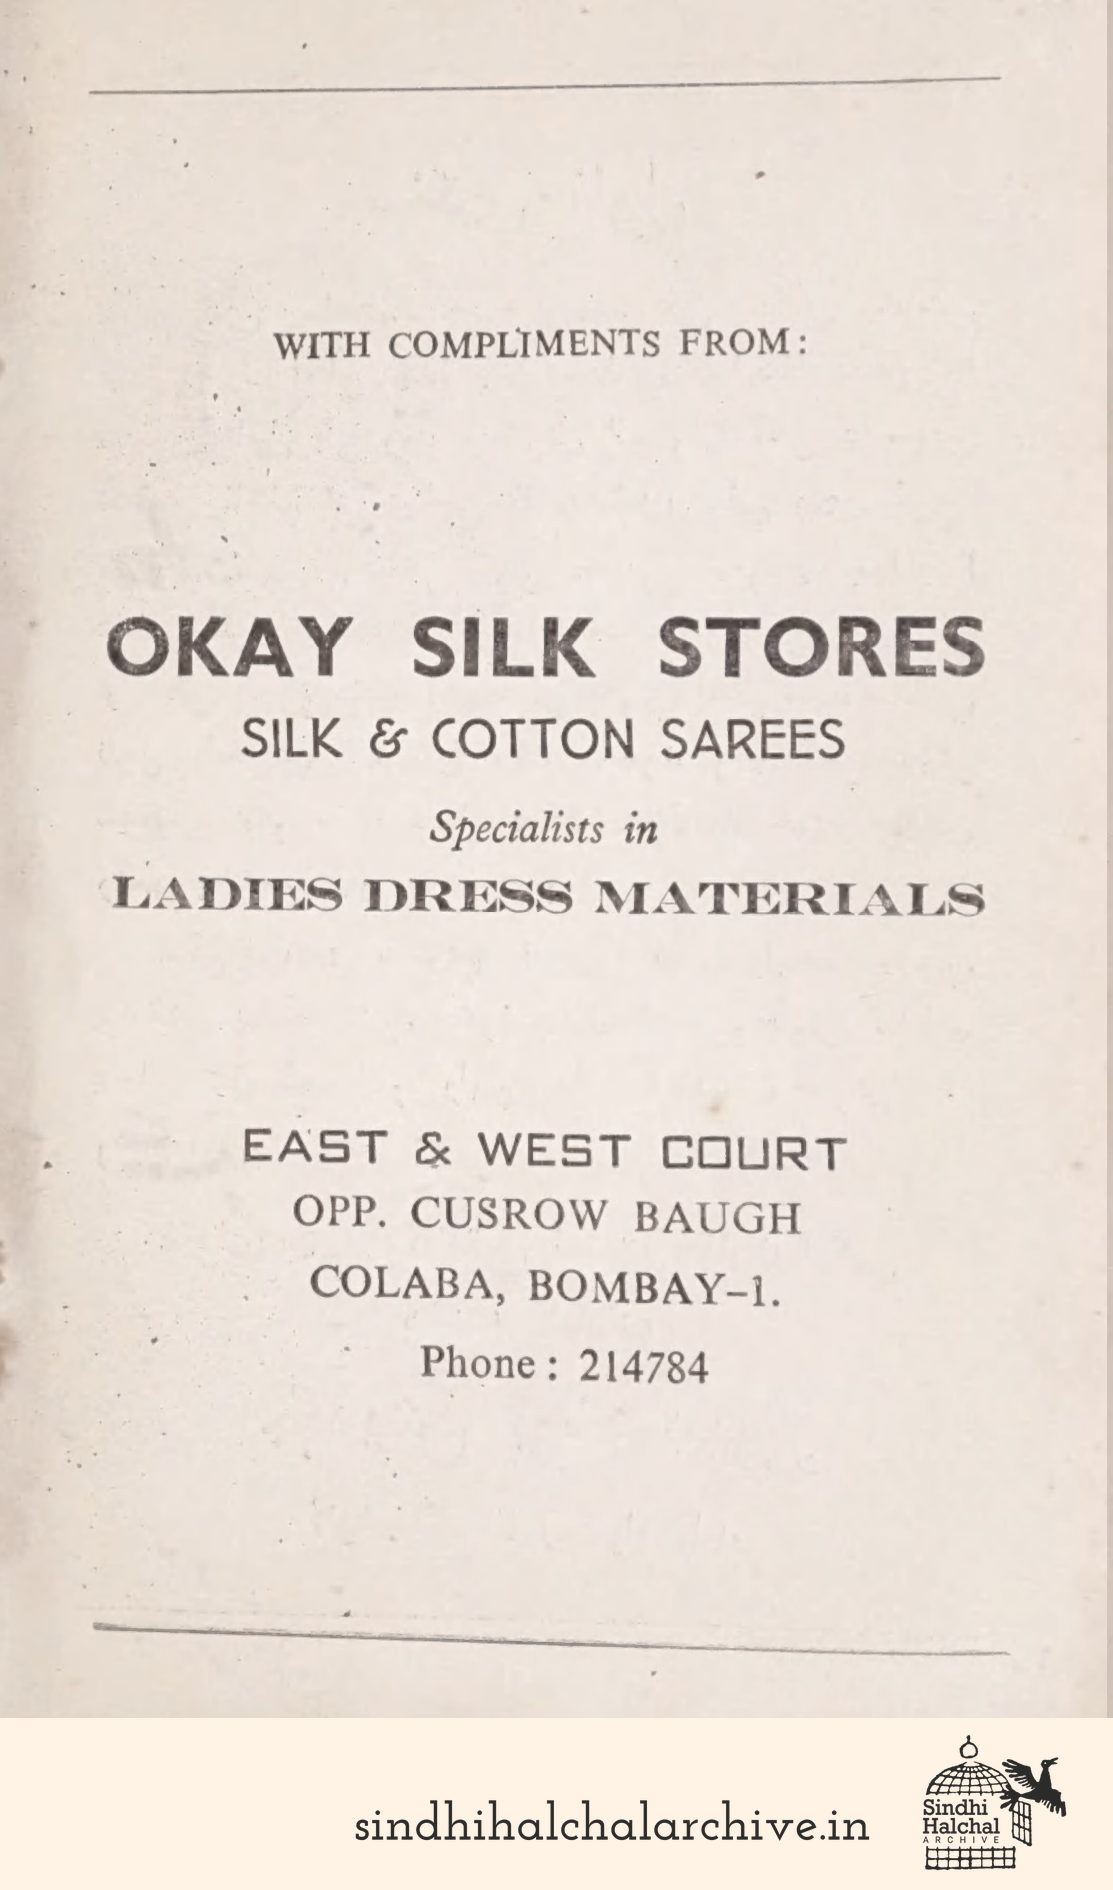 WITH COMPLIMENTS FROM:
OKAY SILK STORES
SILK & COTTON SAREES
Specialists in
LADIES DRESS MATERIALS
EAST & WEST COURT
OPP. CUSROW BAUGH
COLABA, BOMBAY-1.
Phone: 214784
sindhihalchalarchive.in
Sindhi
Halchal
ARCHIVE